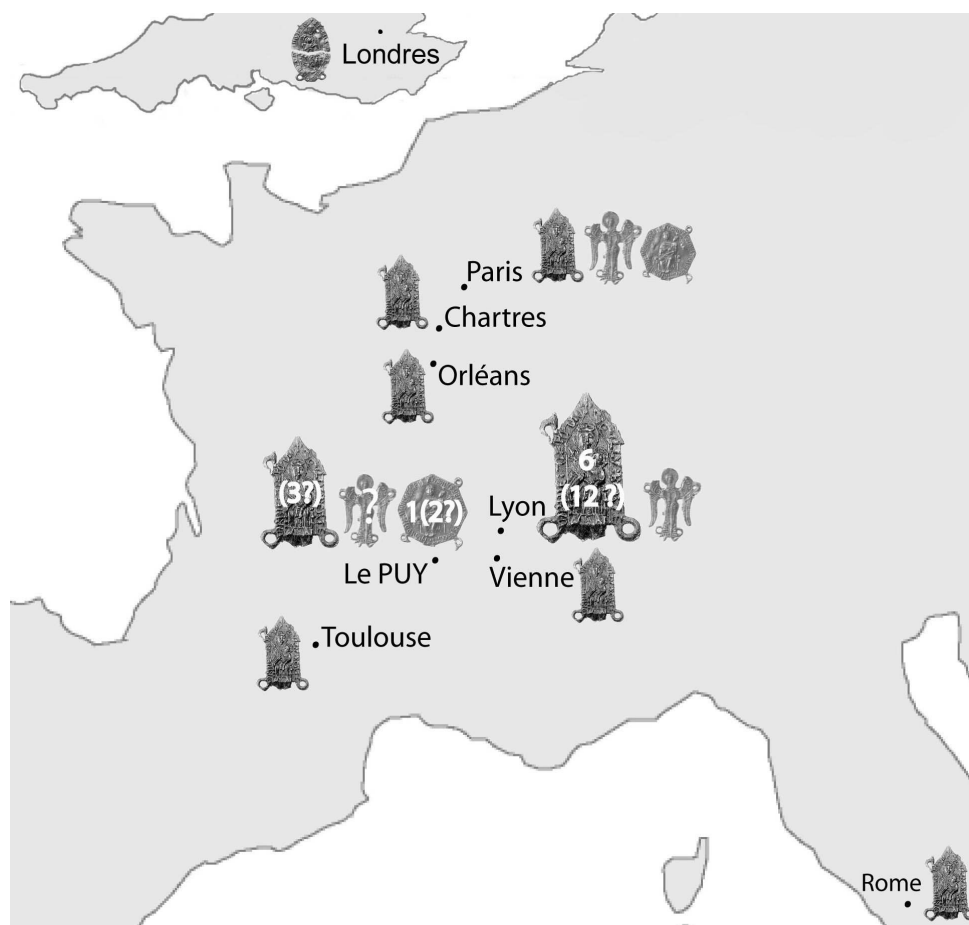 Londres
Paris
Chartres
Orléans
6
(12 ?)
(3?)
?
1(2?)
Lyon
Le PUY
Vienne
Toulouse
Rome